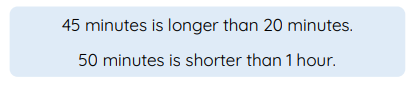 45 minutes is longer than 20 minutes.
50 minutes is shorter than 1 hour.